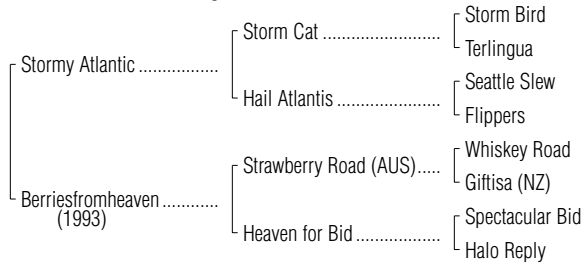 Storm Bird
Storm Cat ......................
Terlingua
Stormy Atlantic ...............
Seattle Slew
Hail Atlantis ...................
Flippers
Whiskey Road
Strawberry Road (AUS).....
Giftisa (NZ)
Berriesfromheaven ...........
(1993)
Spectacular Bid
Heaven for Bid .................
Halo Reply